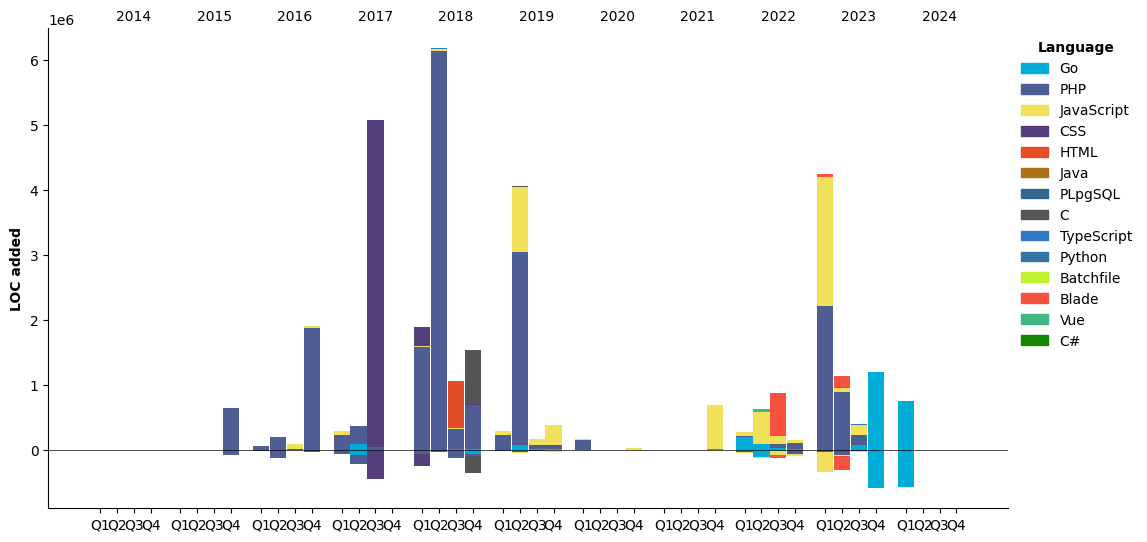 1e6
2014 2015 2016 2017 2018 2019 2020 2021 2022 2023 2024
6
5
4
3
2
1
0
LOC added
Q1Q2Q3Q4 Q1Q2Q3Q4 Q1Q2Q3Q4 Q1Q2Q3Q4 Q1Q2Q3Q4 Q1Q2Q3Q4 Q1Q2Q3Q4 Q1Q2Q3Q4 Q1Q2Q3Q4 Q1Q2Q3Q4 Q1Q2Q3Q4
Language
Go
PHP
JavaScript
CSS
HTML
Java
PLpgSQL
C
TypeScript
Python
Batchfile
Blade
Vue
C#